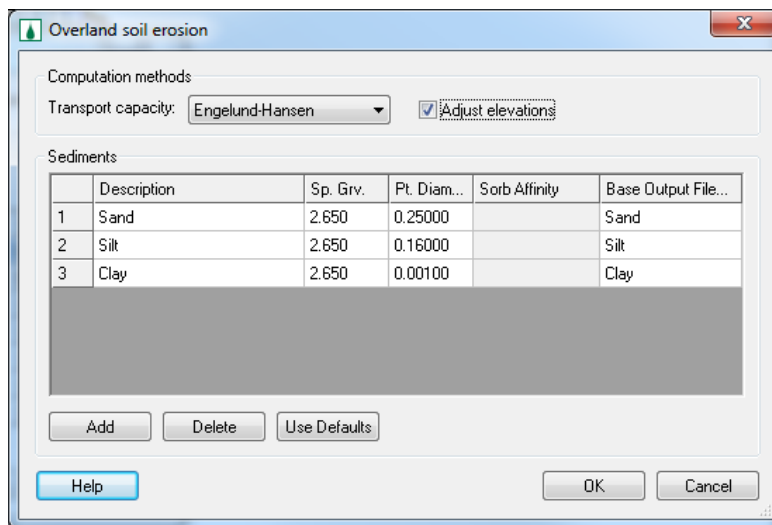 Overland soil erosion
Computation methods
Transport capacity: Engelund-Hansen Adjust elevations
Sediments
Description Sp. Grv. Pt. Diam... Sorb Affinity Base Output File...
1 Sand 2.650 0.25000 Sand
2 Silt 2.650 0.16000 Silt
3 Clay 2.650 0.00100 Clay
Add Delete Use Defaults
Help OK Cancel